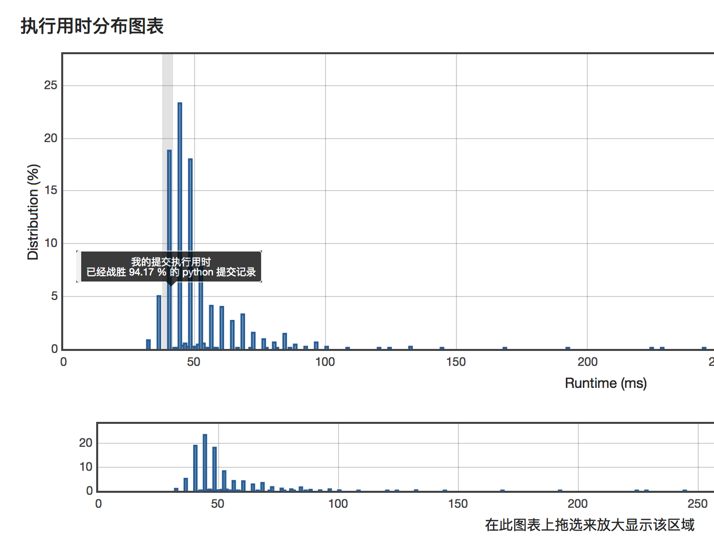 执行用时分布图表
25
20
15
10
5
0
Distribution (%)
我的提交执行用时
已经战胜 94.17 % 的 python 提交记录
0 50 100 150 200 2
Runtime (ms)
20
10
0
0 50 100 150 200 250
在此图表上拖选来放大显示该区域